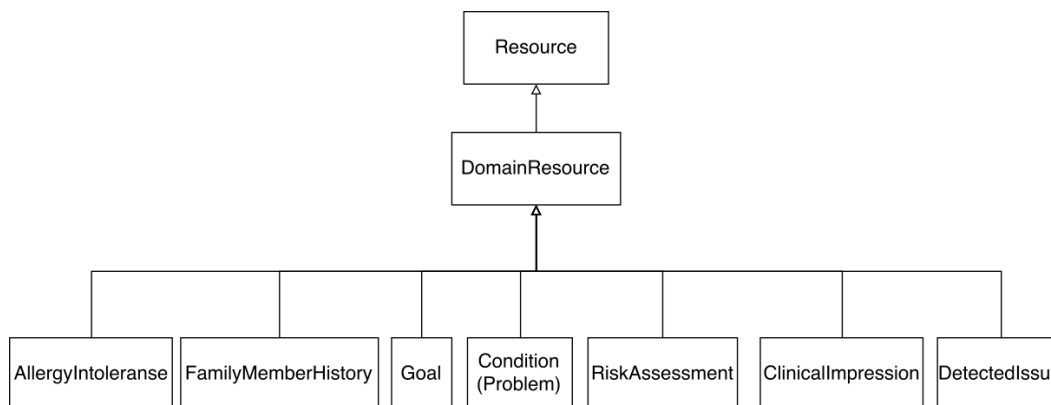 Resource
DomainResource
AllergyIntoleranse
FamilyMemberHistory
Goal
Condition
(Problem)
RiskAssessment
ClinicalImpression
DetectedIssu